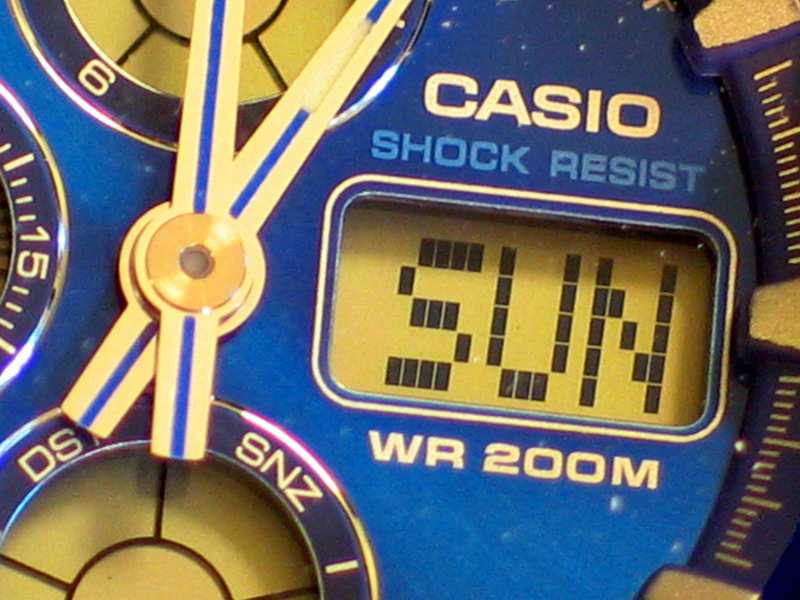 6
CASIO
SHOCK RESIST
15
SUN
WR 200M
DS
SNZ